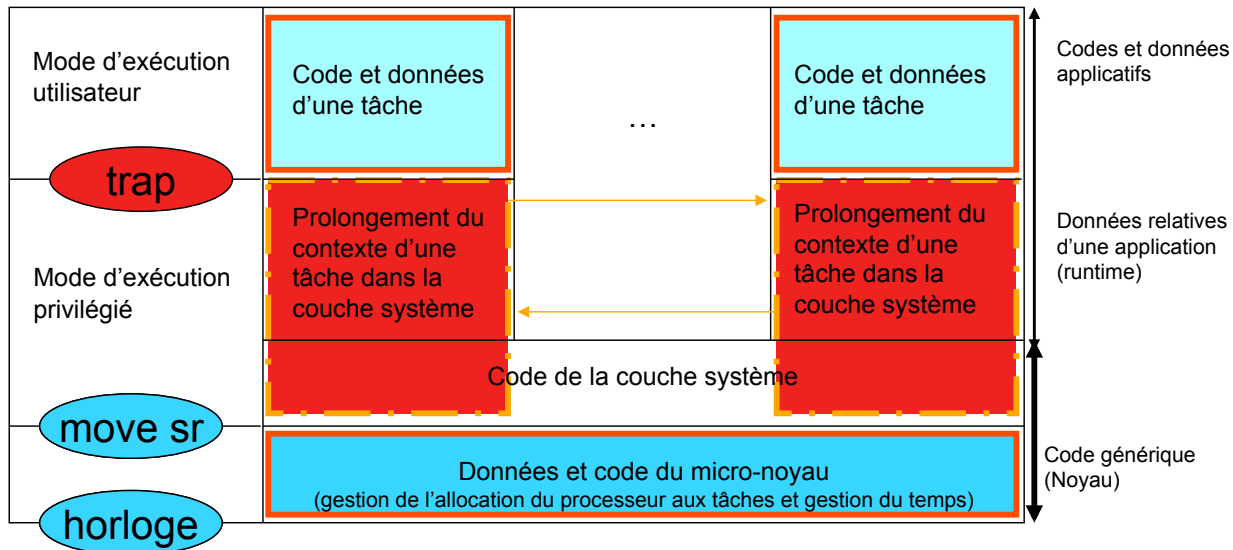 Mode d’exécution
utilisateur
Code et données
d’une tâche
…
Code et données
d’une tâche
Codes et données
applicatifs
trap
Mode d’exécution
privilégié
Prolongement du
contexte d’une
tâche dans la
couche système
Prolongement du
contexte d’une
tâche dans la
couche système
Données relatives
d’une application
(runtime)
Code de la couche système
move sr
Données et code du micro-noyau
(gestion de l’allocation du processeur aux tâches et gestion du temps)
Code générique
(Noyau)
horloge